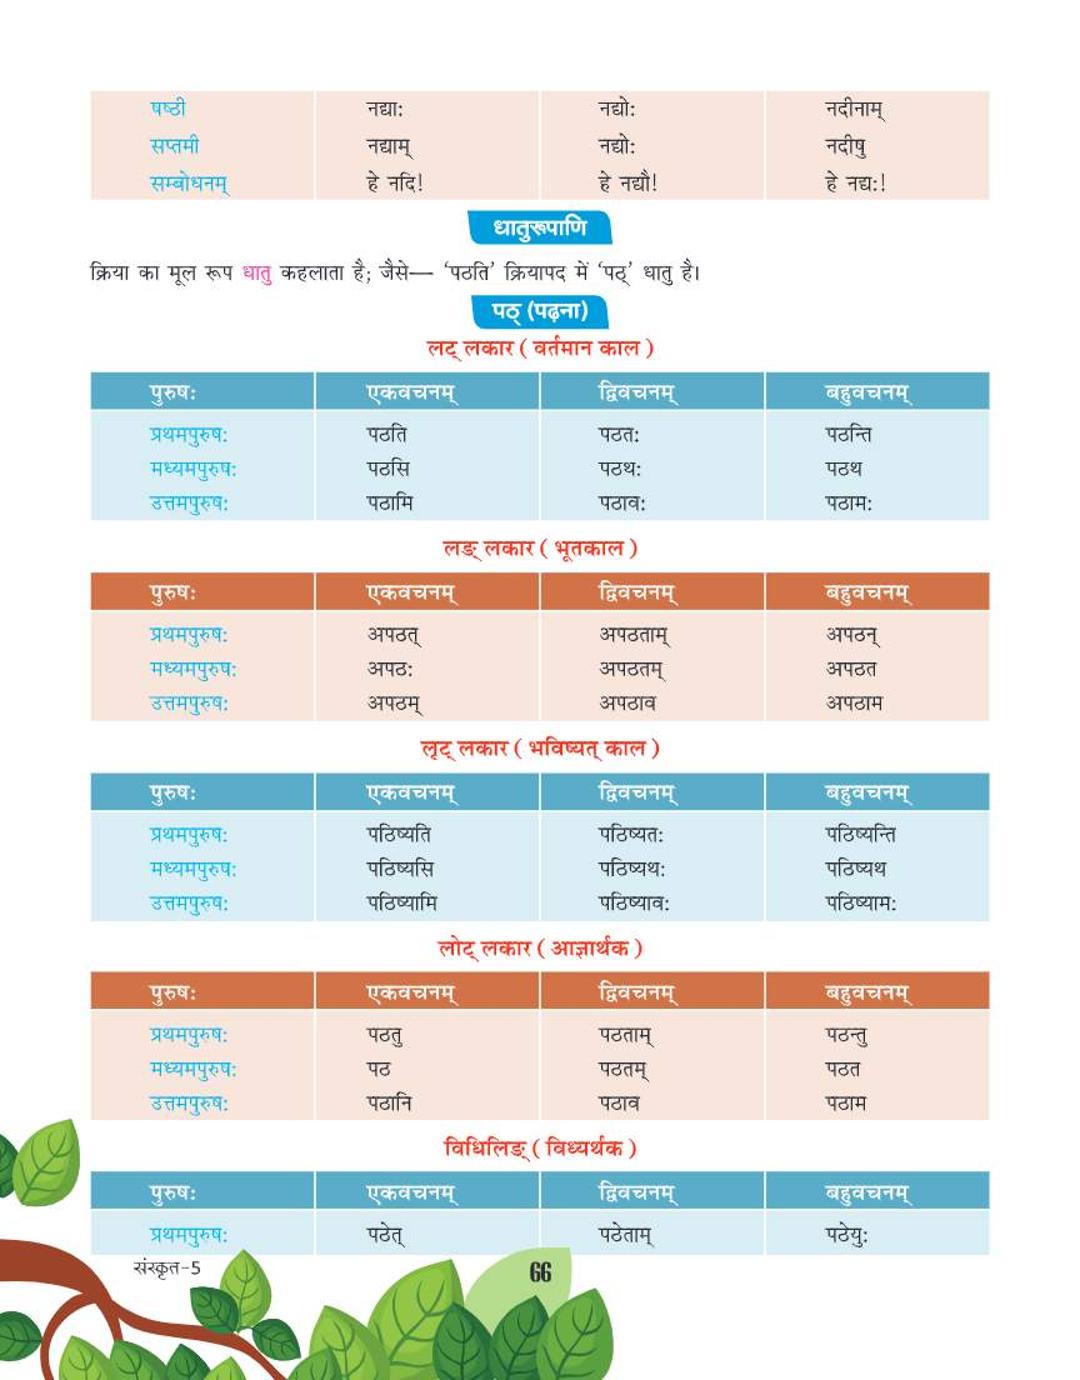 षष्ठी नद्याः नद्योः नदीनाम्
सप्तमी नद्याम् नद्योः नदीषु
सम्बोधनम् हे नदि! हे नद्यौ! हे नद्यः!
धातुरूपाणि
क्रिया का मूल रूप धातु कहलाता है; जैसे— ‘पठति’ क्रियापद में ‘पठ्’ धातु है।
पठ् (पढ़ना)
लट् लकार ( वर्तमान काल )
पुरुषः एकवचनम् द्विवचनम् बहुवचनम्
प्रथमपुरुषः पठति पठतः पठन्ति
मध्यमपुरुषः पठसि पठथः पठथ
उत्तमपुरुषः पठामि पठावः पठामः
लङ् लकार ( भूतकाल )
पुरुषः एकवचनम् द्विवचनम् बहुवचनम्
प्रथमपुरुषः अपठत् अपठताम् अपठन्
मध्यमपुरुषः अपठः अपठतम् अपठत
उत्तमपुरुषः अपठम् अपठाव अपठाम
लृट् लकार ( भविष्यत् काल )
पुरुषः एकवचनम् द्विवचनम् बहुवचनम्
प्रथमपुरुषः पठिष्यति पठिष्यतः पठिष्यन्ति
मध्यमपुरुषः पठिष्यसि पठिष्यथः पठिष्यथ
उत्तमपुरुषः पठिष्यामि पठिष्यावः पठिष्यामः
लोट् लकार ( आज्ञार्थक )
पुरुषः एकवचनम् द्विवचनम् बहुवचनम्
प्रथमपुरुषः पठतु पठताम् पठन्तु
मध्यमपुरुषः पठ पठतम् पठत
उत्तमपुरुषः पठानि पठाव पठाम
विधिलिङ् ( विध्यर्थक )
पुरुषः एकवचनम् द्विवचनम् बहुवचनम्
प्रथमपुरुषः पठेत् पठेताम् पठेयुः
संस्कृत-5 66